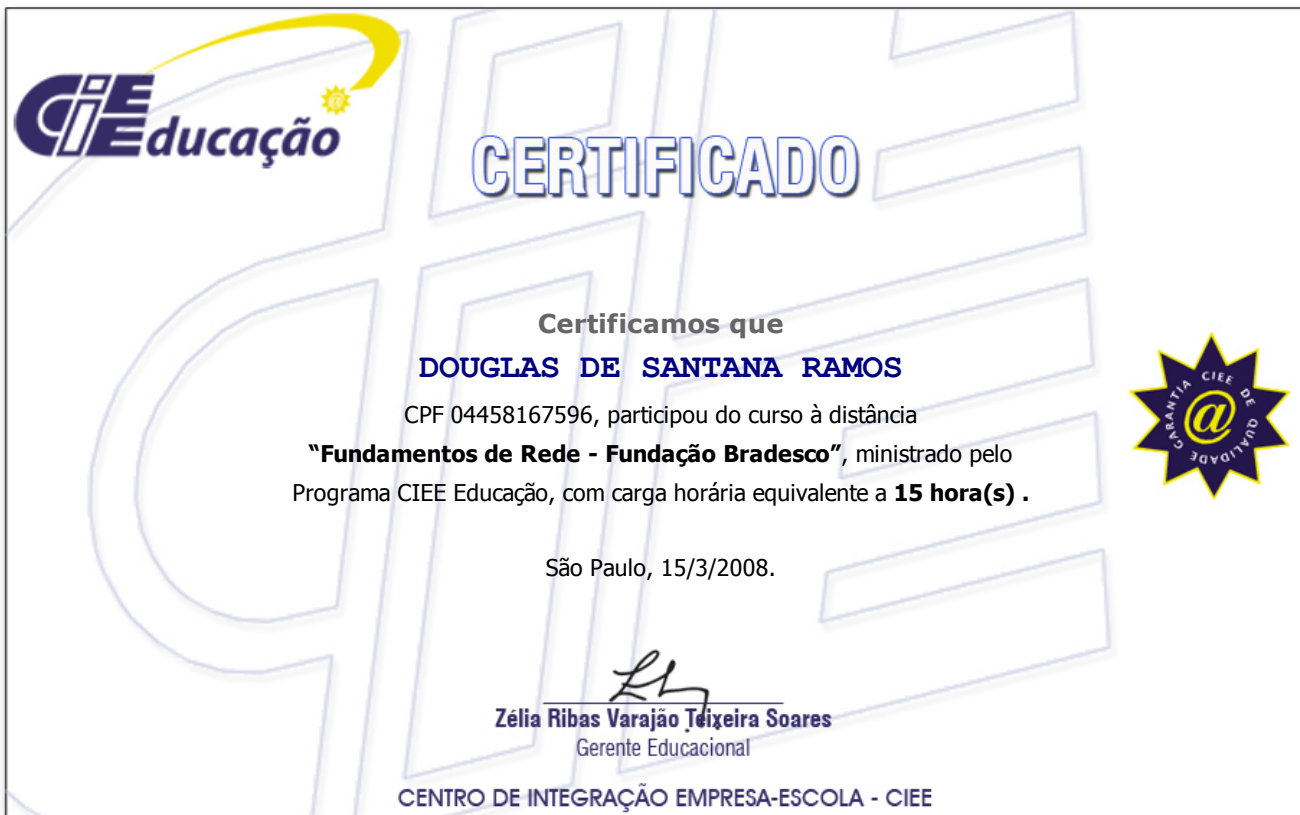 CIEE Educação
CERTIFICADO
Certificamos que
DOUGLAS DE SANTANA RAMOS
CPF 04458167596, participou do curso à distância
“Fundamentos de Rede - Fundação Bradesco”, ministrado pelo
Programa CIEE Educação, com carga horária equivalente a 15 hora(s) .
GARANTIA CIEE DE QUALIDADE
@
São Paulo, 15/3/2008.
Zélia Ribas Varajão Teixeira Soares
Gerente Educacional
CENTRO DE INTEGRAÇÃO EMPRESA-ESCOLA - CIEE